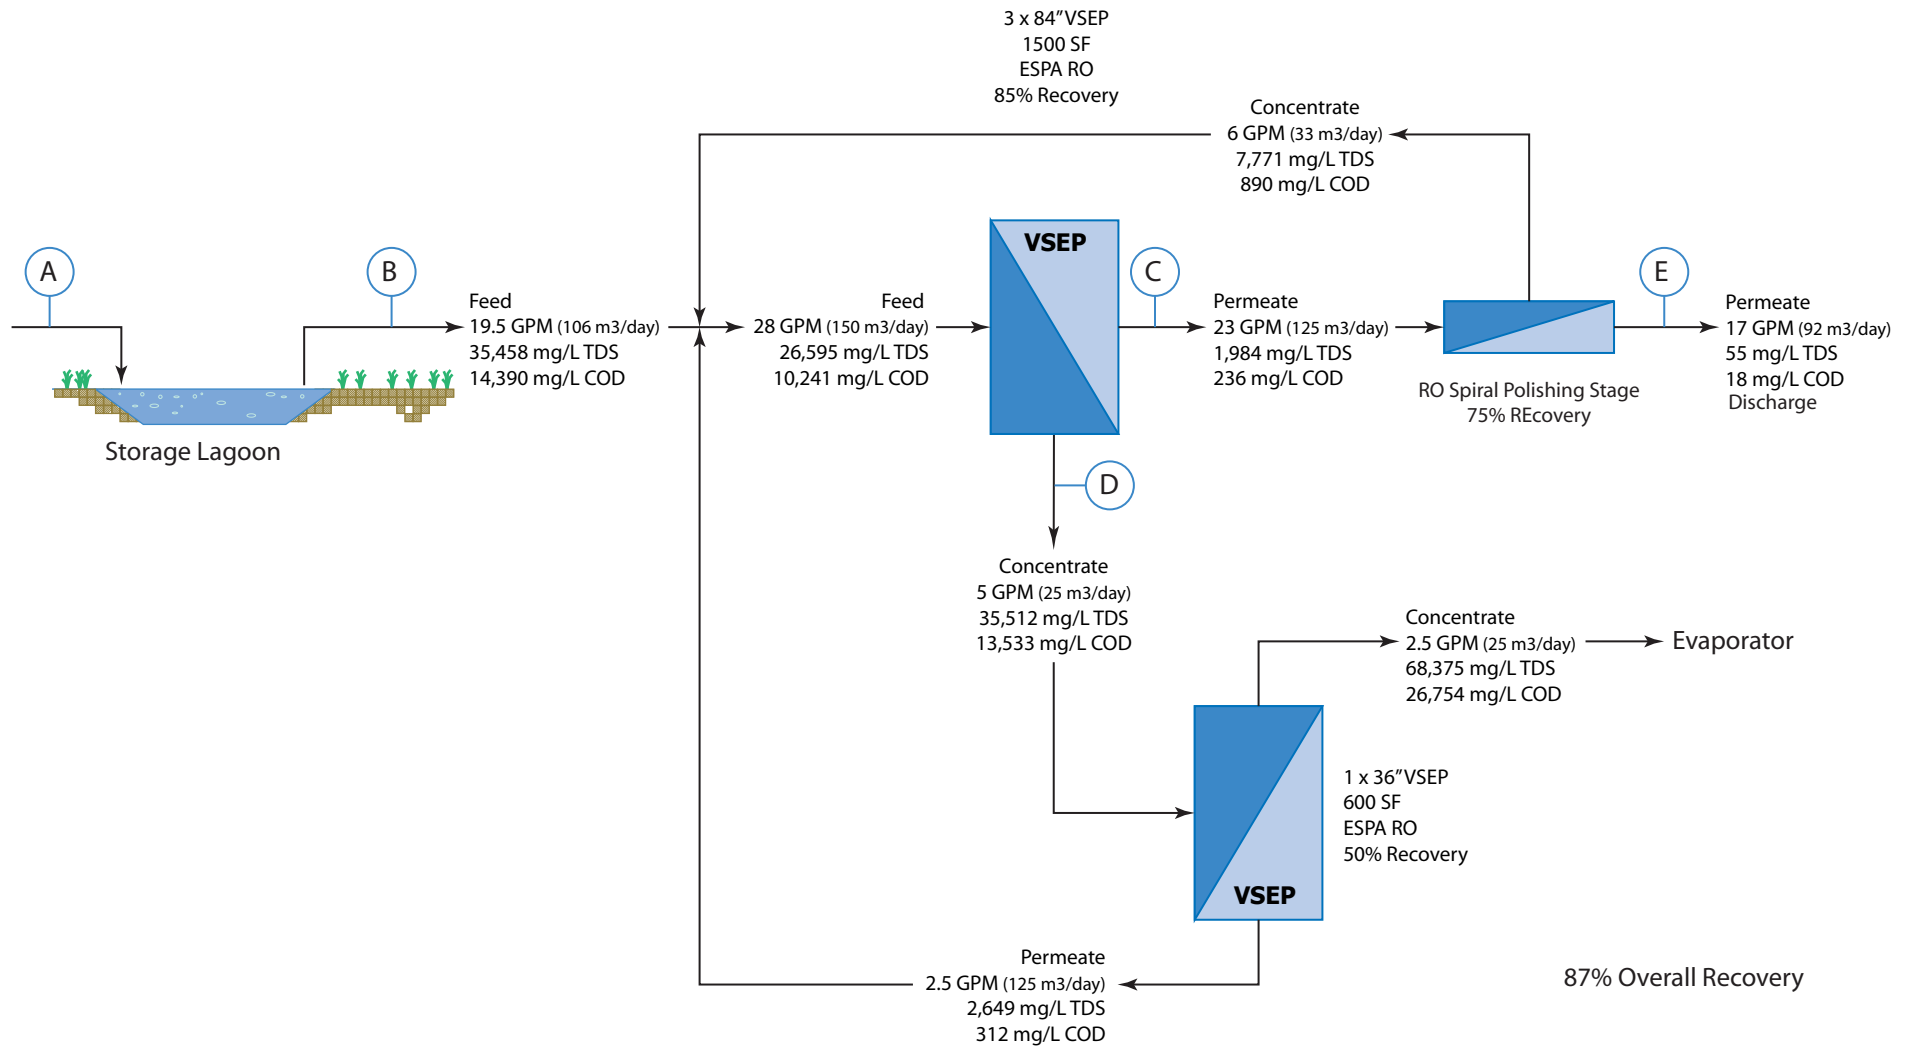 3 x 84” VSEP
1500 SF
ESPA RO
85% Recovery
Concentrate
6 GPM (33 m3/day)
7,771 mg/L TDS
890 mg/L COD
A
B
Feed
19.5 GPM (106 m3/day)
35,458 mg/L TDS
14,390 mg/L COD
Storage Lagoon
Feed
28 GPM (150 m3/day)
26,595 mg/L TDS
10,241 mg/L COD
VSEP
C
Permeate
23 GPM (125 m3/day)
1,984 mg/L TDS
236 mg/L COD
RO Spiral Polishing Stage
75% REcovery
E
Permeate
17 GPM (92 m3/day)
55 mg/L TDS
18 mg/L COD
Discharge
D
Concentrate
5 GPM (25 m3/day)
35,512 mg/L TDS
13,533 mg/L COD
Concentrate
2.5 GPM (25 m3/day)
68,375 mg/L TDS
26,754 mg/L COD
Evaporator
1 x 36” VSEP
600 SF
ESPA RO
50% Recovery
VSEP
Permeate
2.5 GPM (125 m3/day)
2,649 mg/L TDS
312 mg/L COD
87% Overall Recovery